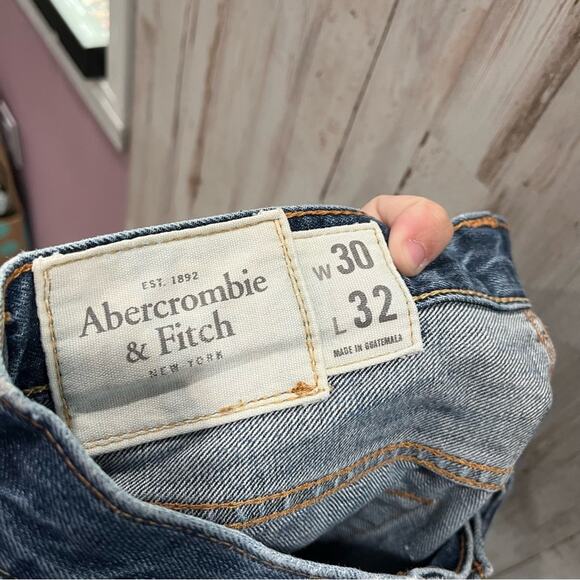 EST. 1892
Abercrombie
& Fitch
NEW YORK
W 30
L 32
MADE IN GUATEMALA